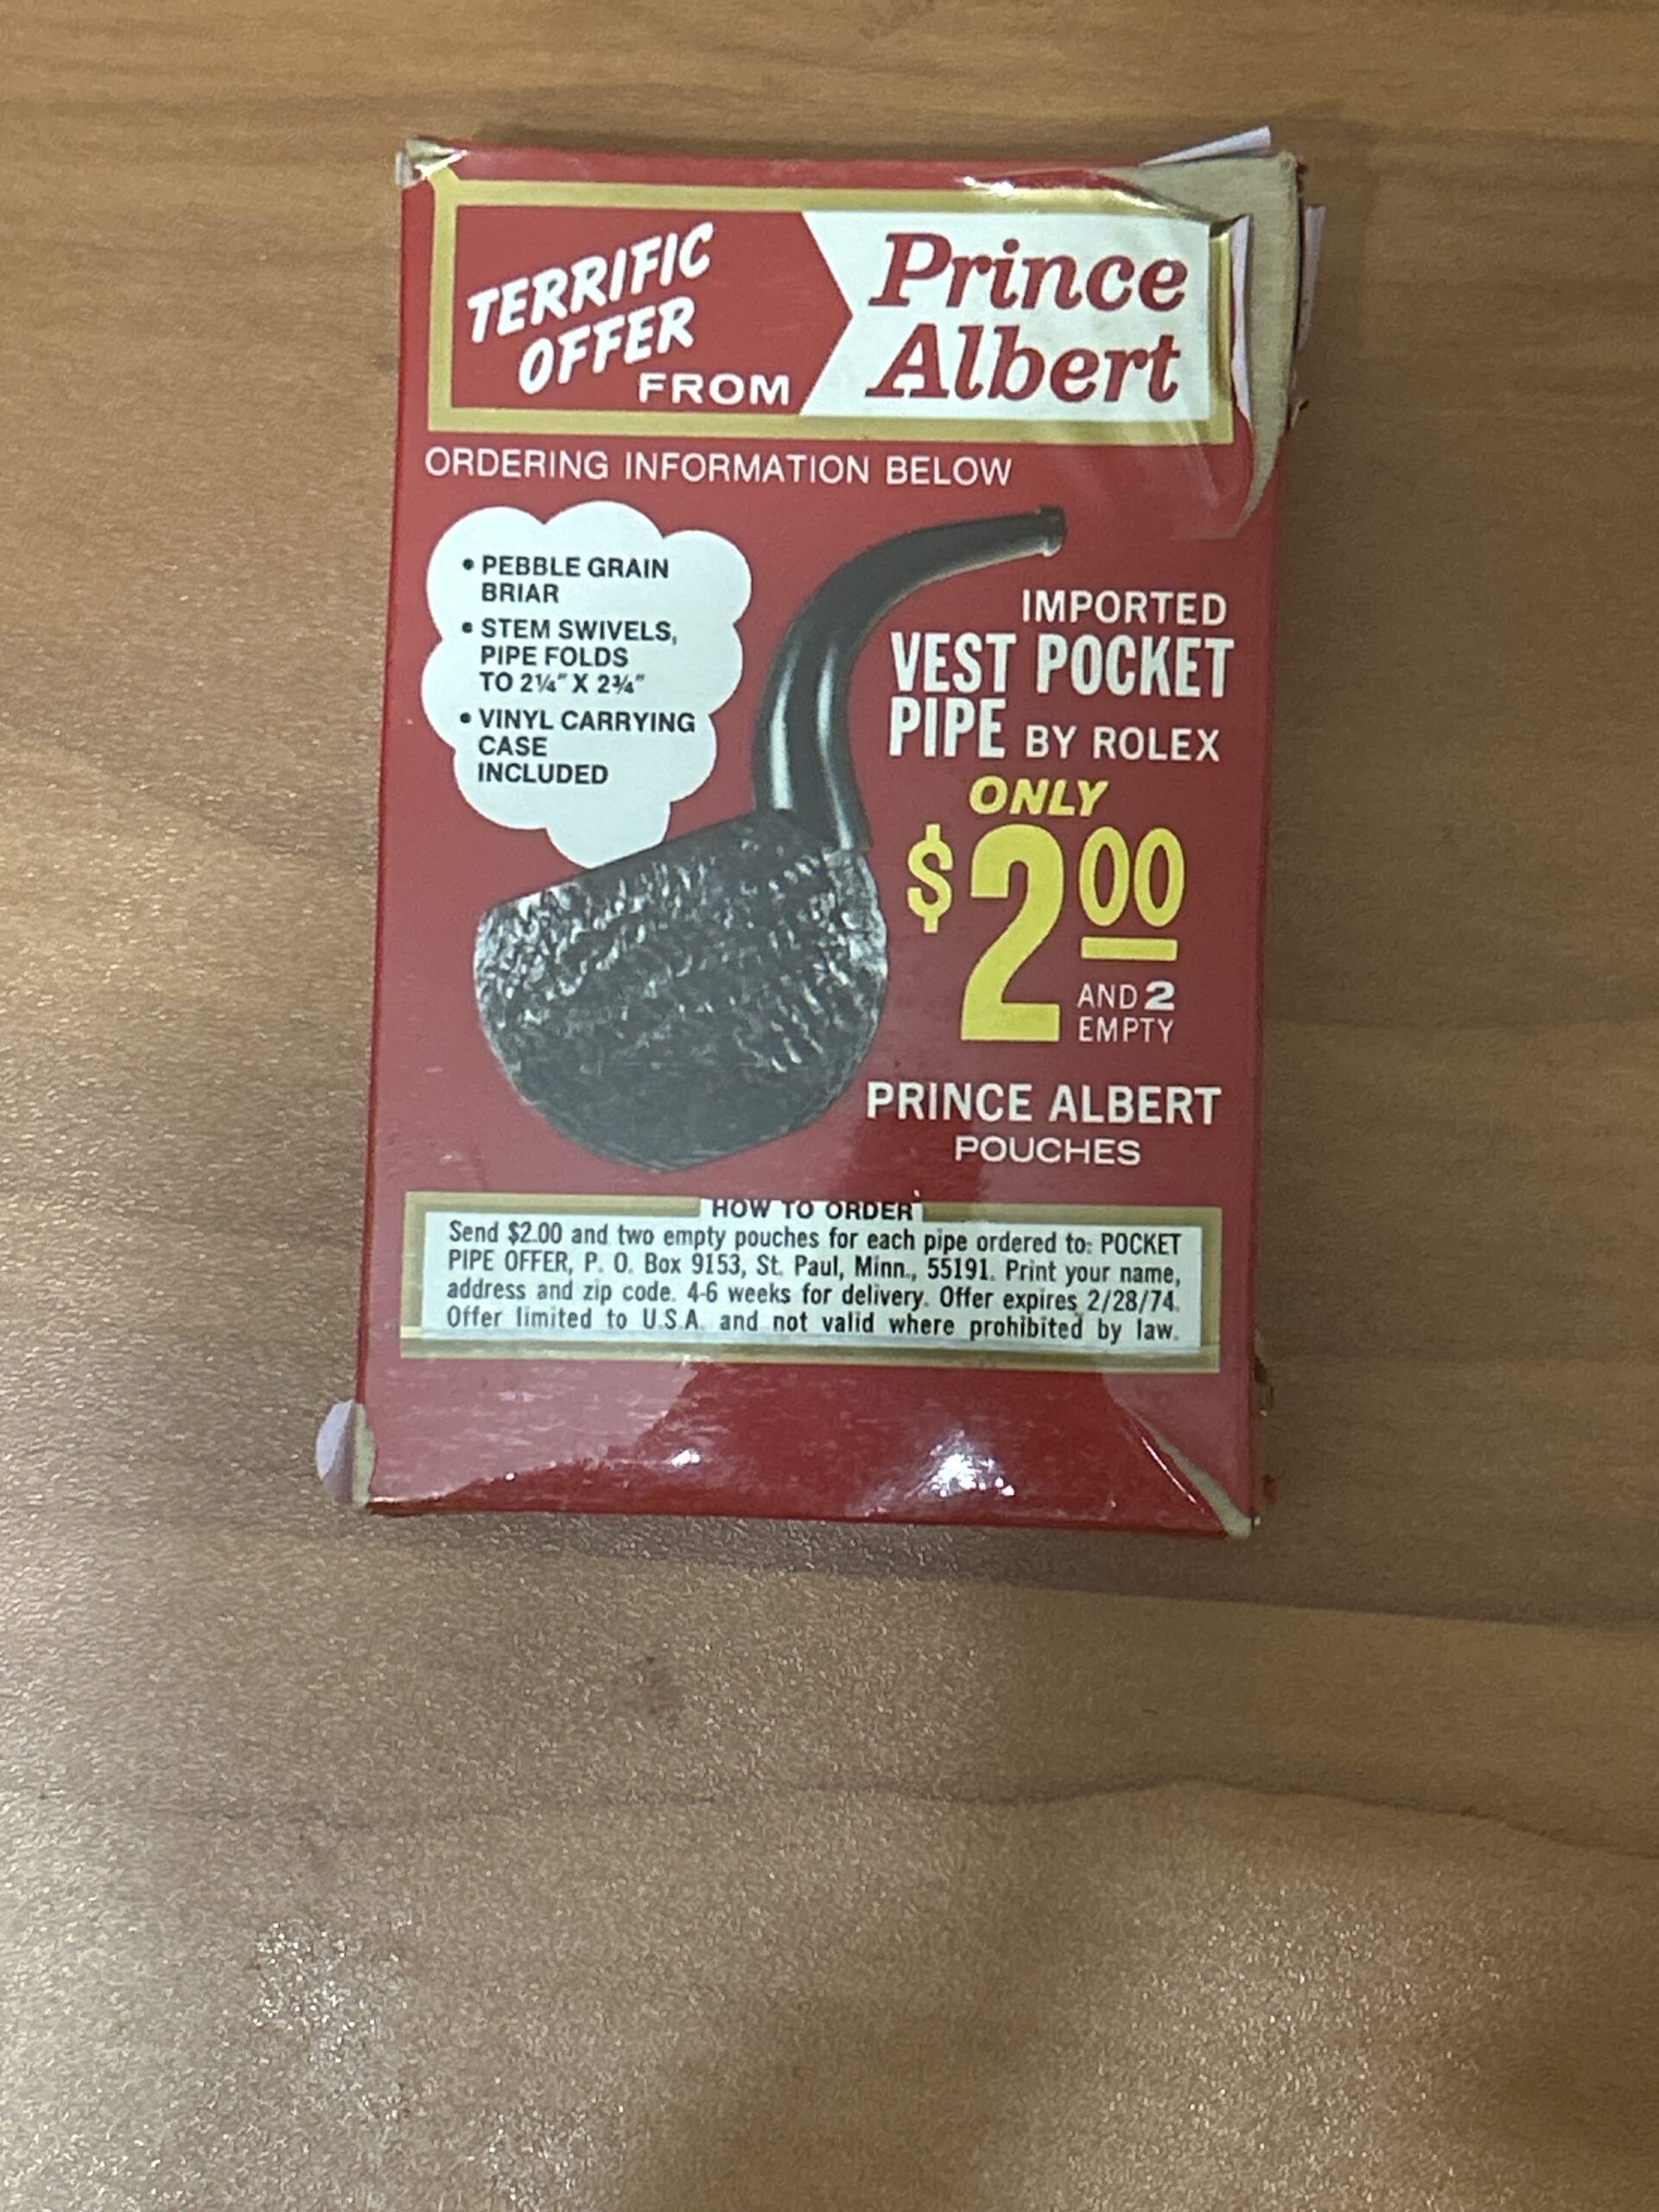 TERRIFIC
OFFER
FROM
Prince
Albert
ORDERING INFORMATION BELOW
• PEBBLE GRAIN
BRIAR
• STEM SWIVELS,
PIPE FOLDS
TO 2¼" X 2¾"
• VINYL CARRYING
CASE
INCLUDED
IMPORTED
VEST POCKET
PIPE BY ROLEX
ONLY
$2.00
AND 2
EMPTY
PRINCE ALBERT
POUCHES
HOW TO ORDER
Send $2.00 and two empty pouches for each pipe ordered to: POCKET
PIPE OFFER, P. O. Box 9153, St. Paul, Minn., 55191. Print your name,
address and zip code. 4-6 weeks for delivery. Offer expires 2/28/74.
Offer limited to U.S.A. and not valid where prohibited by law.